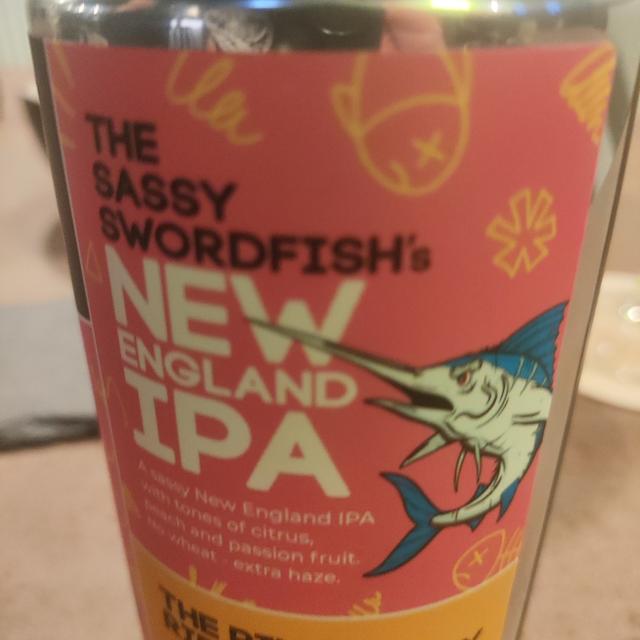 THE
SASSY
SWORDFISH's
NEW
ENGLAND
IPA
A sassy New England IPA
with tones of citrus,
peach and passion fruit.
No wheat - extra haze.
THE